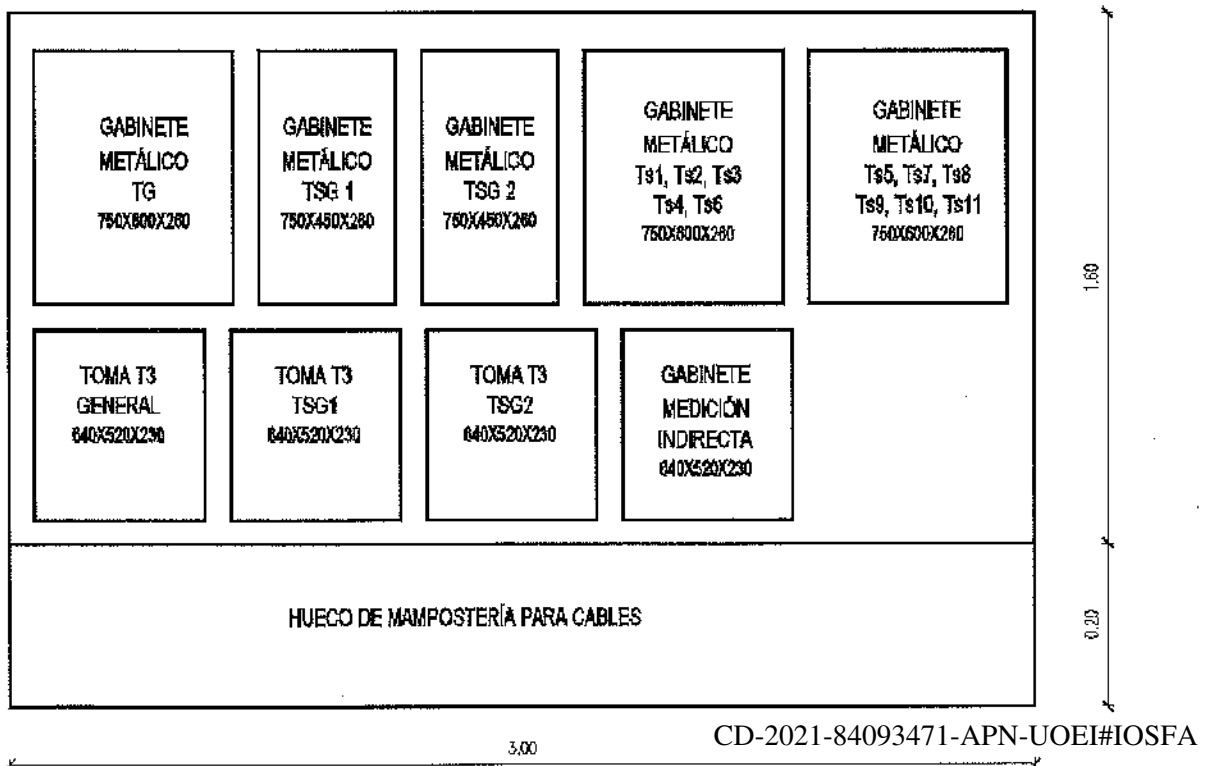 GABINETE
METÁLICO
TG
750X600X260
GABINETE
METÁLICO
TSG 1
750X450X260
GABINETE
METÁLICO
TSG 2
750X450X260
GABINETE
METÁLICO
Ts1, Ts2, Ts3
Ts4, Ts6
750X600X260
GABINETE
METÁLICO
Ts5, Ts7, Ts8
Ts9, Ts10, Ts11
750X600X260
1.60
TOMA T3
GENERAL
640X520X230
TOMA T3
TSG1
640X520X230
TOMA T3
TSG2
640X520X230
GABINETE
MEDICIÓN
INDIRECTA
640X520X230
HUECO DE MAMPOSTERÍA PARA CABLES
0.20
3,00
CD-2021-84093471-APN-UOEI#IOSFA